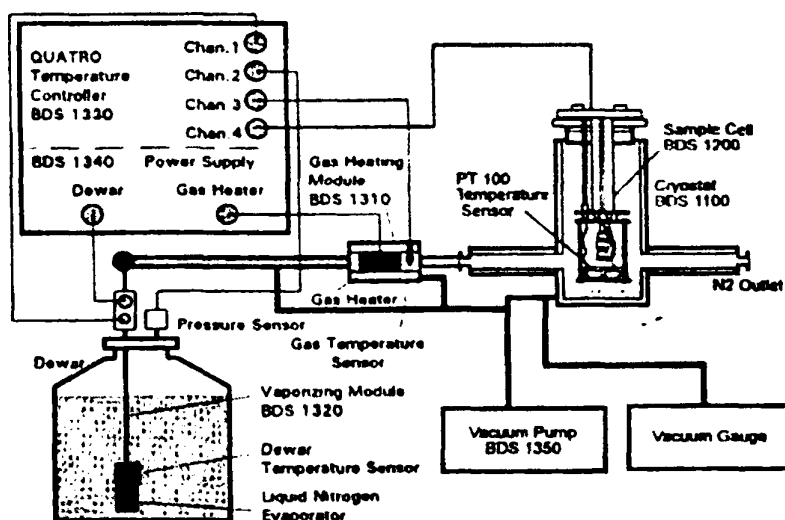 QUATRO
Temperature
Controller
BDS 1330
Chan.1
Chan.2
Chan 3
Chan.4
BDS 1340 Power Supply
Dewar Gas Heater
Gas Heating
Module
BDS 1310
Sample Cell
BDS 1200
PT 100
Temperature
Sensor
Cryostat
BDS 1100
N2 Outlet
Gas Heater
Pressure Sensor
Gas Temperature
Sensor
Dewar
Vaporizing Module
BDS 1320
Dewar
Temperature Sensor
Liquid Nitrogen
Evaporator
Vacuum Pump
BDS 1350
Vacuum Gauge